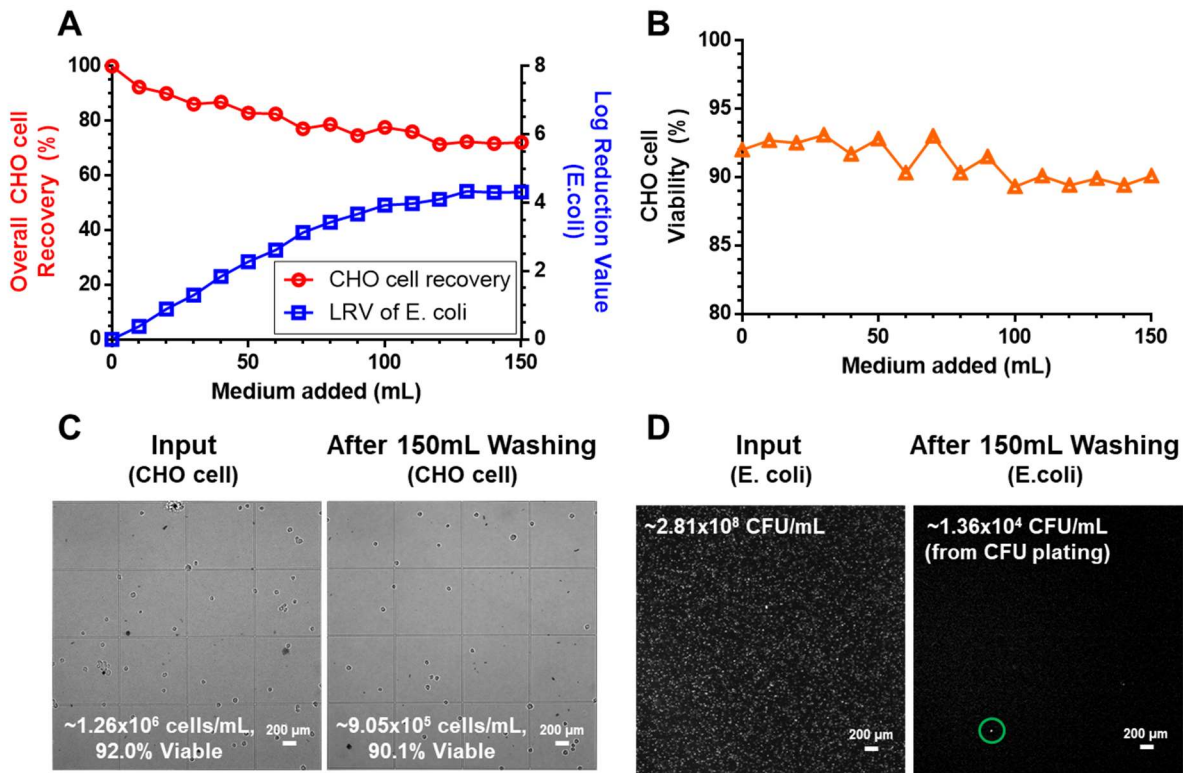 A
Overall CHO cell
Recovery (%)
100
80
60
40
20
0
8
6
4
2
0
Log Reduction Value
(E.coli)
CHO cell recovery
LRV of E. coli
0
50
100
150
Medium added (mL)
B
CHO cell
Viability (%)
100
95
90
85
80
0
50
100
150
Medium added (mL)
C
Input
(CHO cell)
After 150mL Washing
(CHO cell)
~1.26x10⁶ cells/mL,
92.0% Viable
200 µm
~9.05x10⁵ cells/mL,
90.1% Viable
200 µm
D
Input
(E. coli)
After 150mL Washing
(E.coli)
~2.81x10⁸ CFU/mL
200 µm
~1.36x10⁴ CFU/mL
(from CFU plating)
200 µm